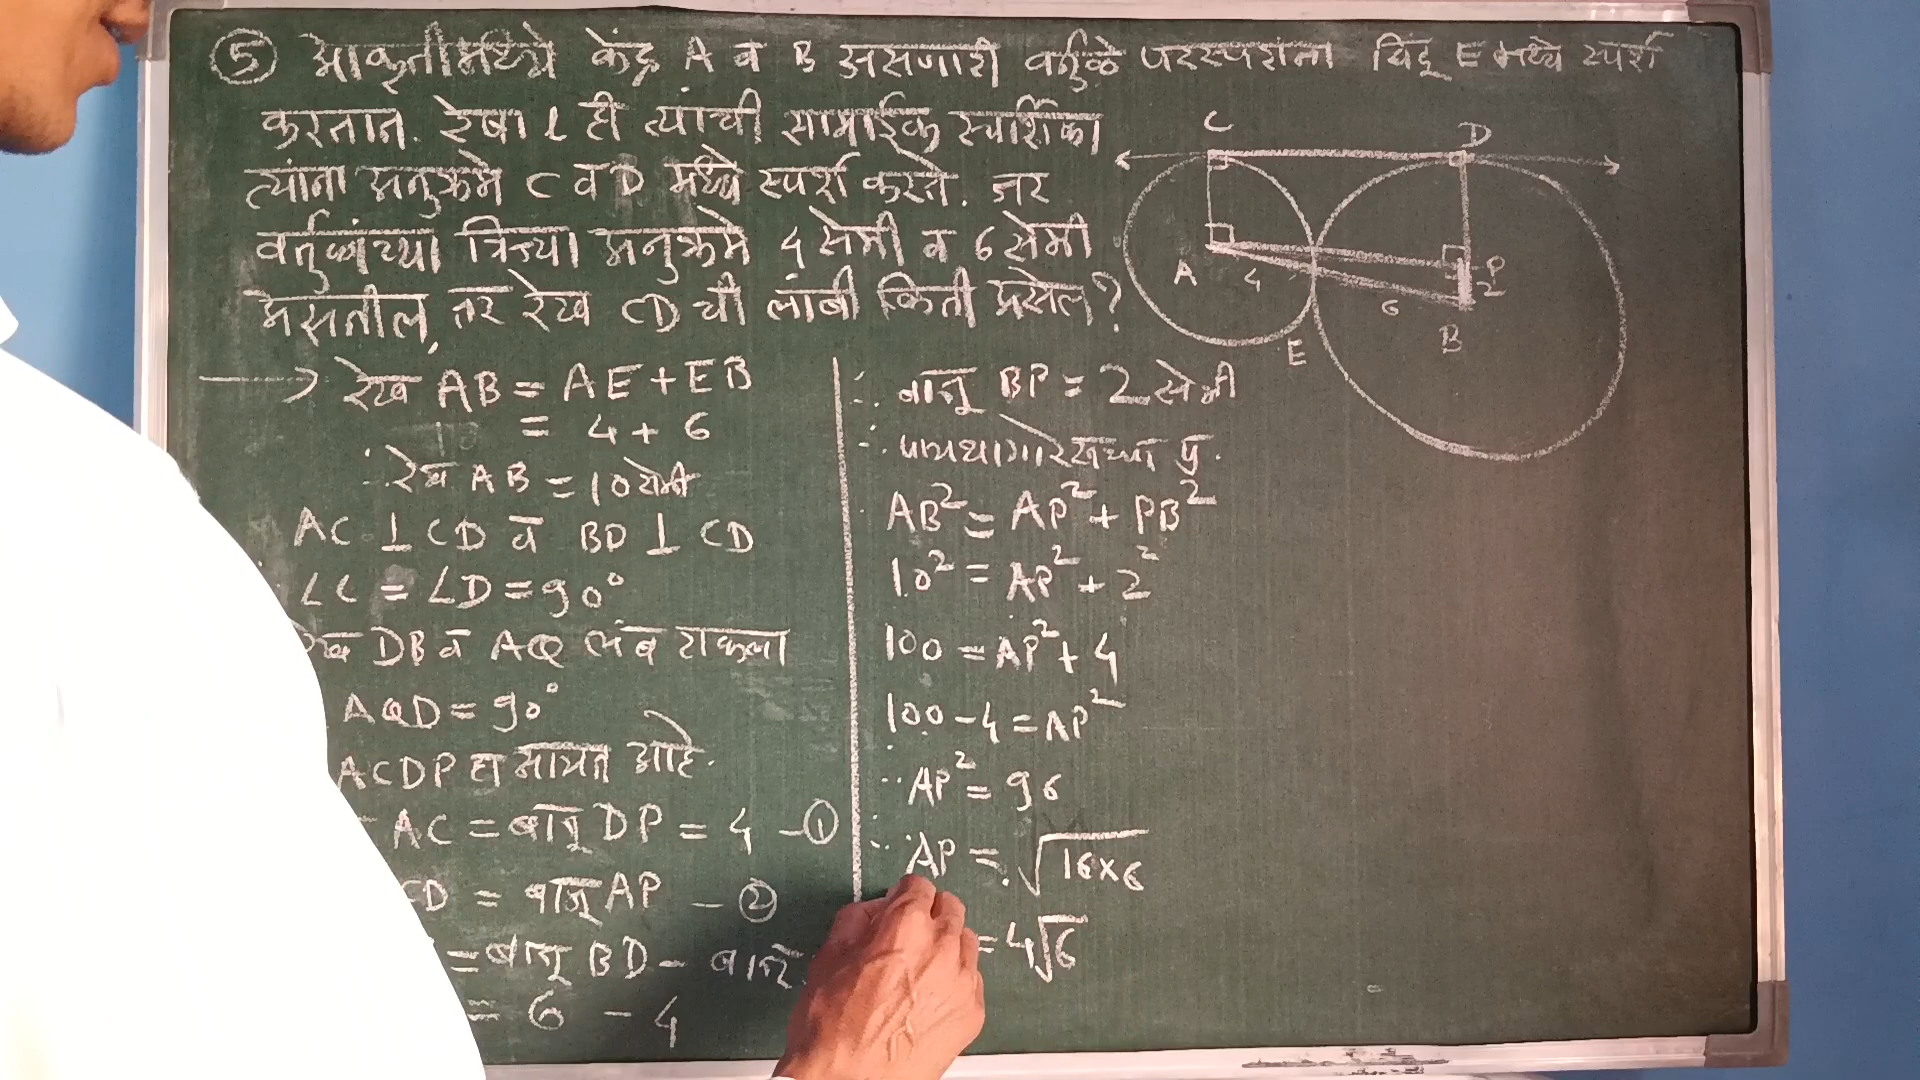 ⑤ आकृतीमध्ये केंद्र A व B असणारी वर्तुळे परस्परांना बिंदू E मध्ये स्पर्श
करतात. रेषा l ही त्यांची सामाईक स्पर्शिका
त्यांना अनुक्रमे C व D मध्ये स्पर्श करते. जर
वर्तुळांच्या त्रिज्या अनुक्रमे 4 सेमी व 6 सेमी
असतील, तर रेख CD ची लांबी किती असेल?
C
D
A
4
6
P
2
B
E
→ रेख AB = AE + EB
= 4 + 6
∴ रेख AB = 10 सेमी
AC ⊥ CD व BD ⊥ CD
∠C = ∠D = 90°
रेख DB व AQ लंब टाकला
AQD = 90°
ACDP हा आयत आहे.
AC = बाजू DP = 4 - ①
CD = बाजू AP - ②
= बाजू BD - बाजू
= 6 - 4
∴ बाजू BP = 2 सेमी
∴ पायथागोरसच्या प्र.
AB² = AP² + PB²
10² = AP² + 2²
100 = AP² + 4
100 - 4 = AP²
∴ AP² = 96
∴ AP = √16×6
= 4√6